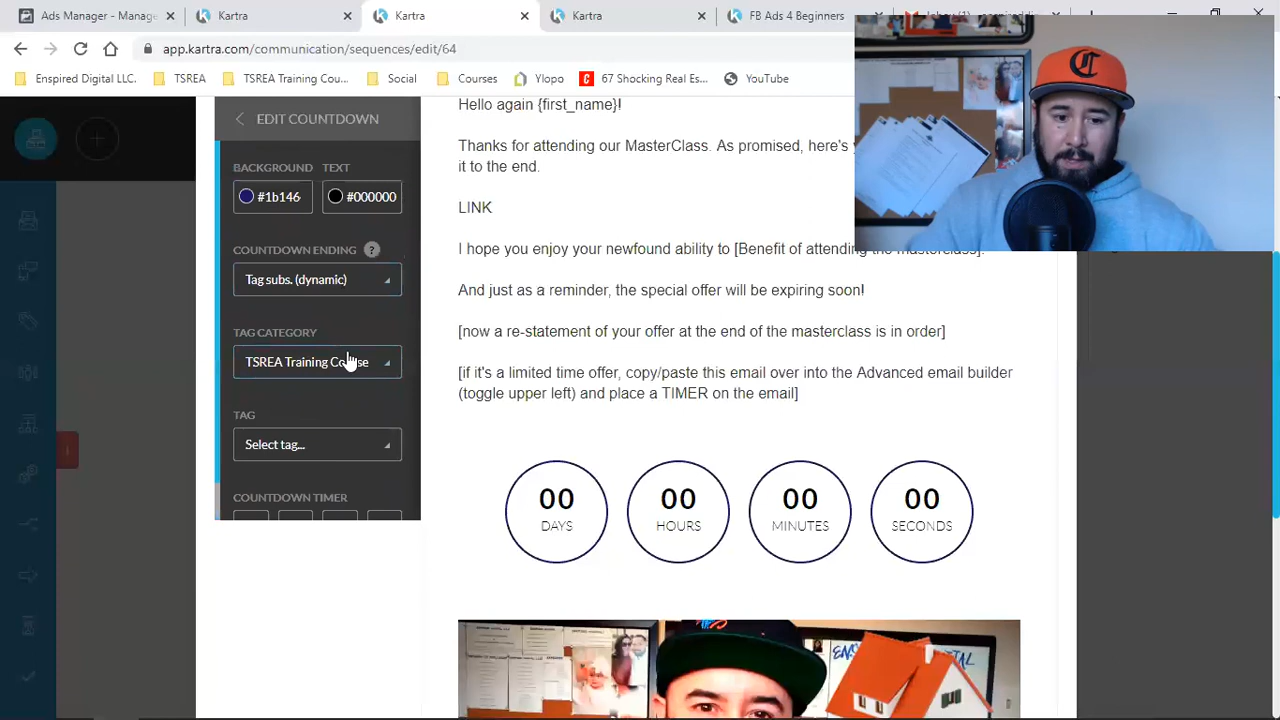 Ads Manager - Manage
Kartra
Kartra
Kartra
FB Ads 4 Beginners
app.kartra.com/communication/sequences/edit/64
Enspired Digital LLC.
TSREA
TSREA Training Cou...
Social
Courses
Ylopo
67 Shocking Real Es...
YouTube
EDIT COUNTDOWN
BACKGROUND
TEXT
#1b146
#000000
COUNTDOWN ENDING ?
Tag subs. (dynamic)
TAG CATEGORY
TSREA Training Course
TAG
Select tag...
COUNTDOWN TIMER
Hello again {first_name}!
Thanks for attending our MasterClass. As promised, here's
it to the end.
LINK
I hope you enjoy your newfound ability to [Benefit of attending the masterclass].
And just as a reminder, the special offer will be expiring soon!
[now a re-statement of your offer at the end of the masterclass is in order]
[if it's a limited time offer, copy/paste this email over into the Advanced email builder
(toggle upper left) and place a TIMER on the email]
00
DAYS
00
HOURS
00
MINUTES
00
SECONDS